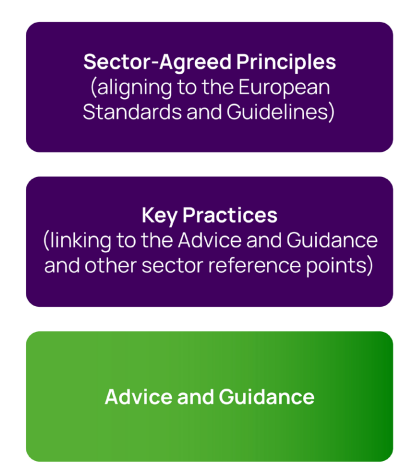 Sector-Agreed Principles
(aligning to the European
Standards and Guidelines)
Key Practices
(linking to the Advice and Guidance
and other sector reference points)
Advice and Guidance